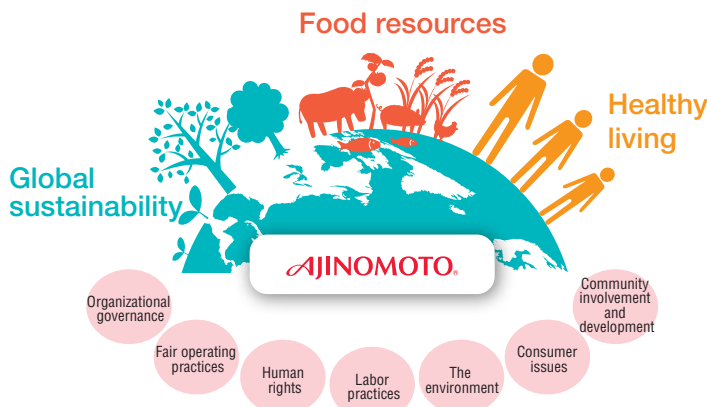 Food resources
Healthy
living
Global
sustainability
AJINOMOTO®
Organizational
governance
Fair operating
practices
Human
rights
Labor
practices
The
environment
Consumer
issues
Community
involvement
and
development